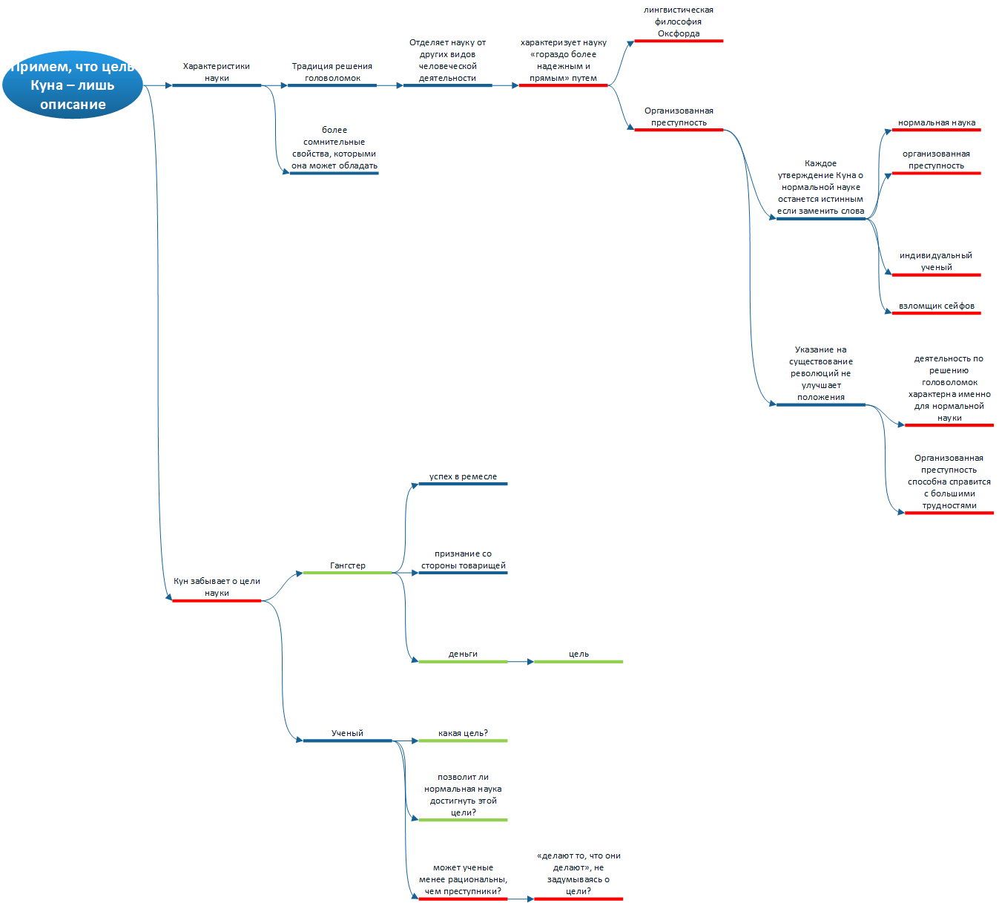 Примем, что цель
Куна – лишь
описание
Характеристики
науки
Традиция решения
головоломок
Отделяет науку от
других видов
человеческой
деятельности
характеризует науку
«гораздо более
надежным и
прямым» путем
лингвистическая
философия
Оксфорда
Организованная
преступность
Каждое
утверждение Куна о
нормальной науке
останется истинным
если заменить слова
нормальная наука
организованная
преступность
индивидуальный
ученый
взломщик сейфов
Указание на
существование
революций не
улучшает
положения
деятельность по
решению
головоломок
характерна именно
для нормальной
науки
Организованная
преступность
способна справится
с большими
трудностями
более
сомнительные
свойства, которыми
она может обладать
Кун забывает о цели
науки
Гангстер
успех в ремесле
признание со
стороны товарищей
деньги
цель
Ученый
какая цель?
позволит ли
нормальная наука
достигнуть этой
цели?
может ученые
менее рациональны,
чем преступники?
«делают то, что они
делают», не
задумываясь о
цели?